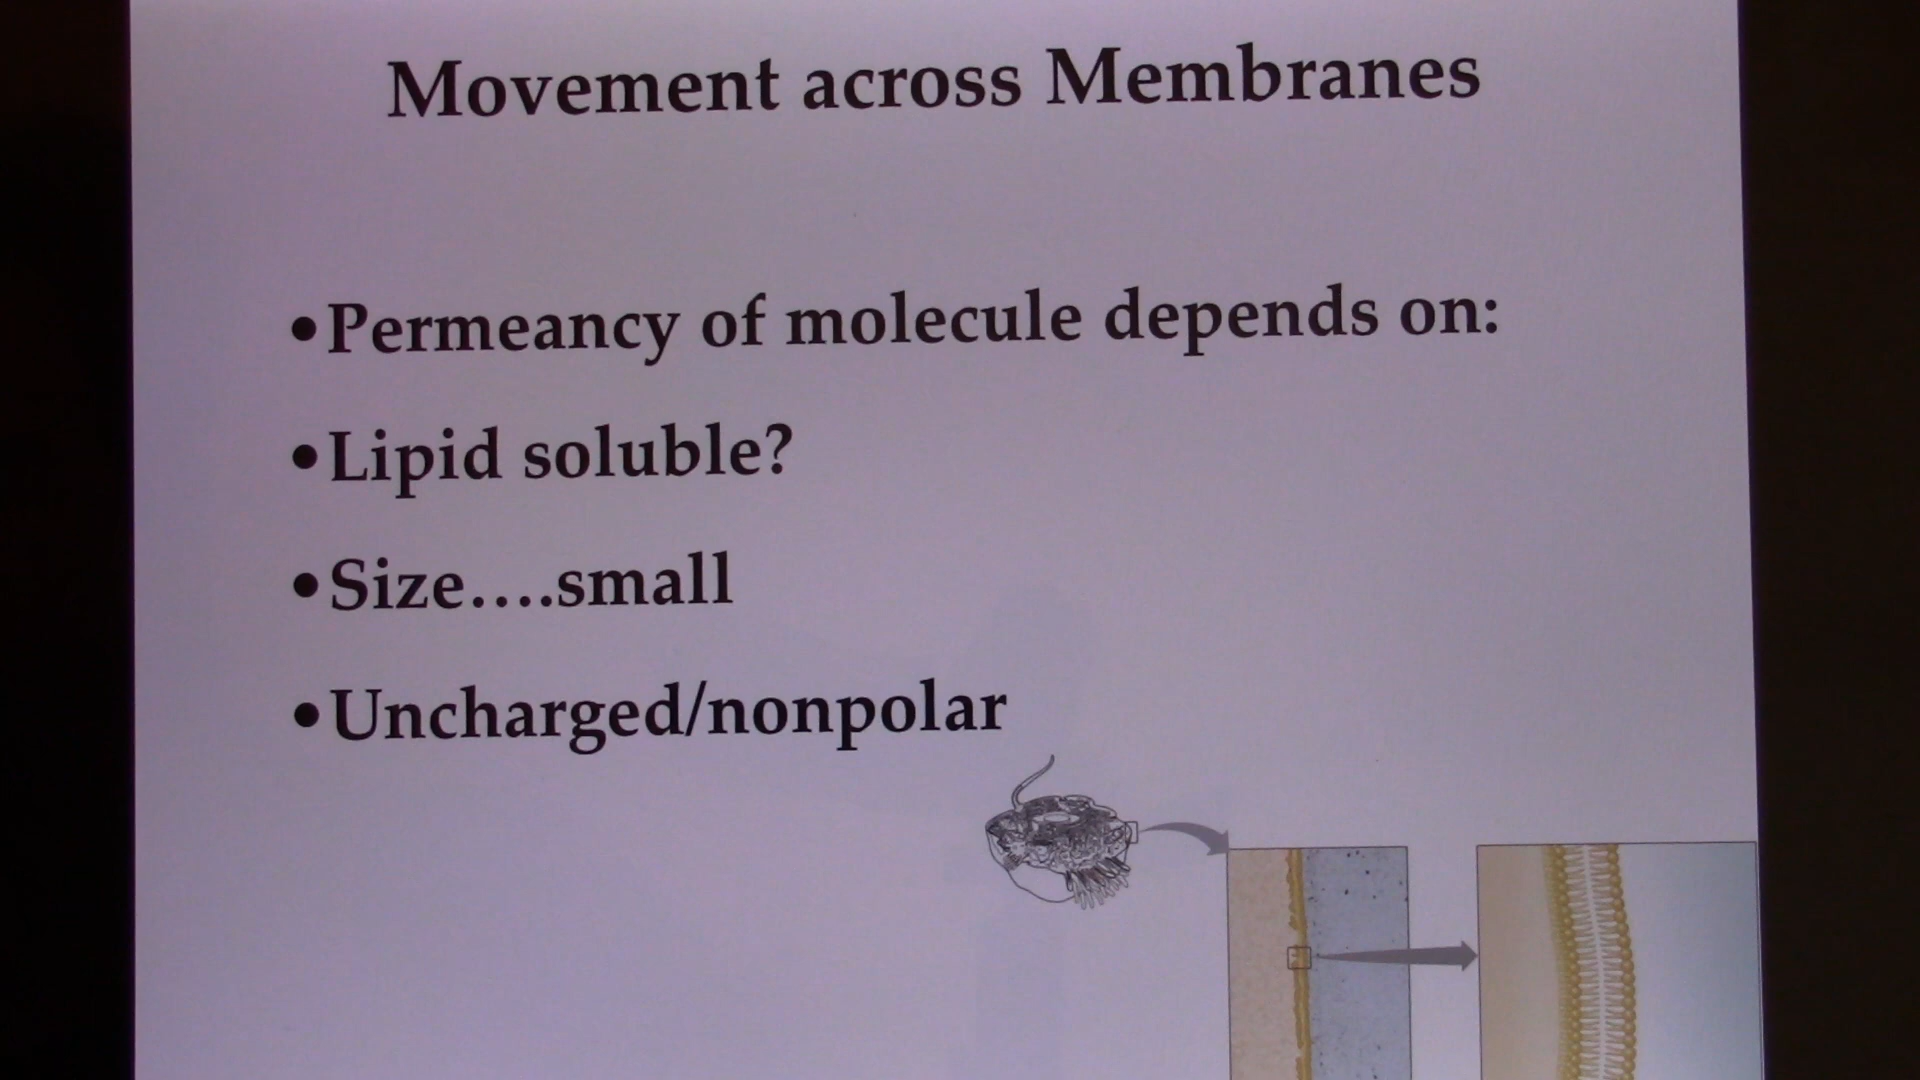 Movement across Membranes
•Permeancy of molecule depends on:
•Lipid soluble?
•Size....small
•Uncharged/nonpolar